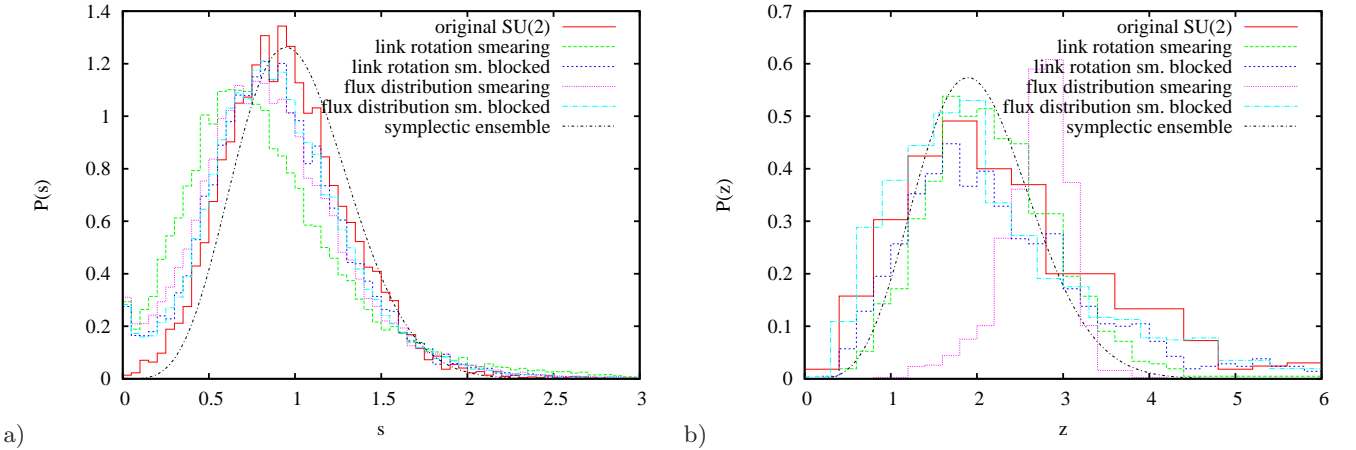 1.4
1.2
1
0.8
0.6
0.4
0.2
0
P(s)
original SU(2)
link rotation smearing
link rotation sm. blocked
flux distribution smearing
flux distribution sm. blocked
symplectic ensemble
0 0.5 1 1.5 2 2.5 3
s
a)
0.7
0.6
0.5
0.4
0.3
0.2
0.1
0
P(z)
original SU(2)
link rotation smearing
link rotation sm. blocked
flux distribution smearing
flux distribution sm. blocked
symplectic ensemble
0 1 2 3 4 5 6
z
b)